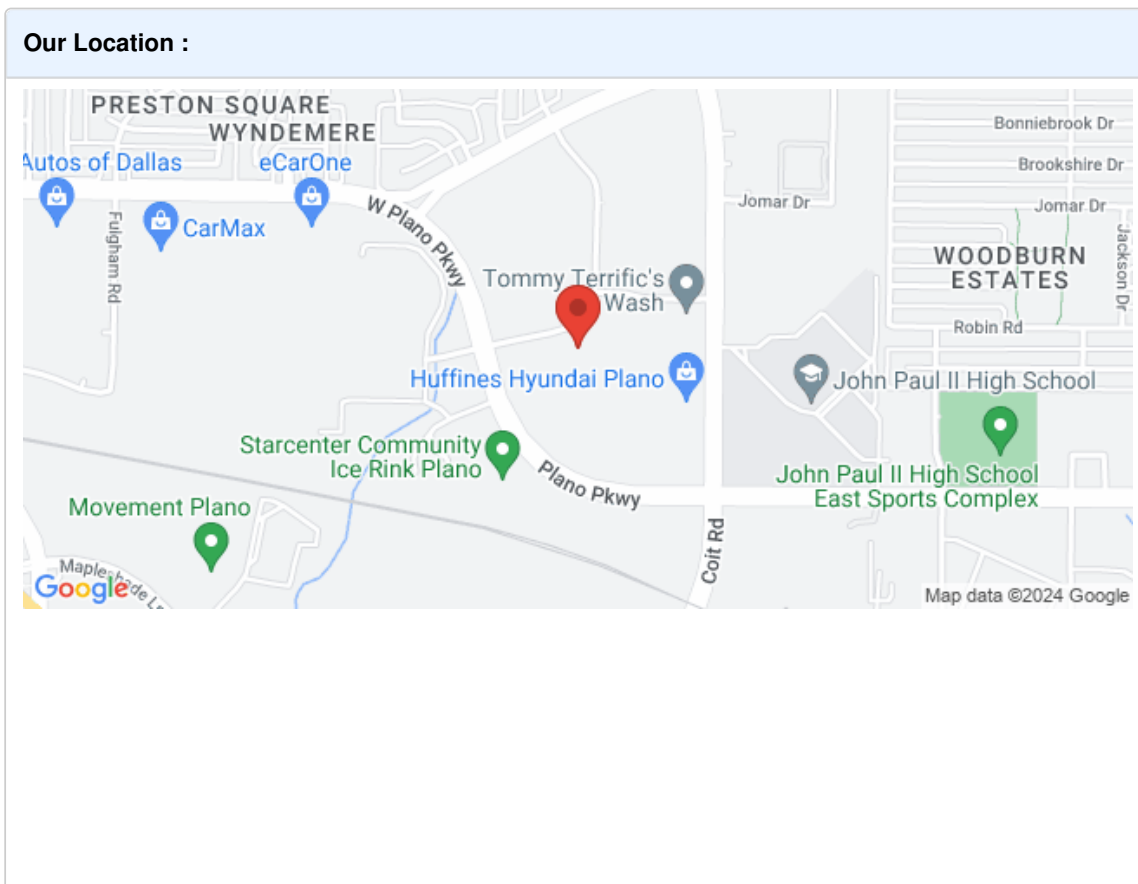 Our Location :
PRESTON SQUARE
WYNDEMERE
Bonniebrook Dr
Autos of Dallas
eCarOne
Brookshire Dr
Jomar Dr
Jomar Dr
W Plano Pkwy
CarMax
Fulgham Rd
Jackson Dr
WOODBURN
ESTATES
Tommy Terrific's
Wash
Robin Rd
Huffines Hyundai Plano
John Paul II High School
Starcenter Community
Ice Rink Plano
Plano Pkwy
John Paul II High School
East Sports Complex
Movement Plano
Coit Rd
Mapleshade Ln
Google
Map data ©2024 Google